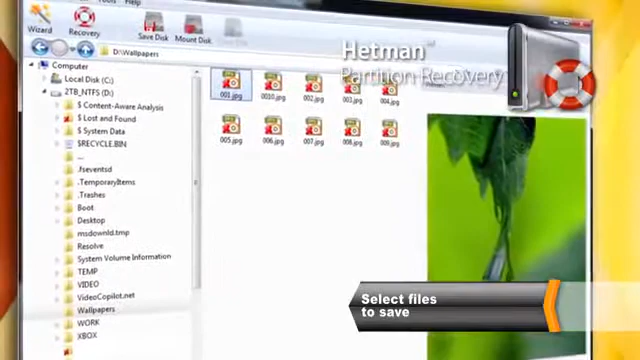 Tools Help
Wizard
Recovery
Save Disk
Mount Disk
D:\Wallpapers
Hetman™
Partition Recovery
Computer
Local Disk (C:)
2TB_NTFS (D:)
$ Content-Aware Analysis
$ Lost and Found
$ System Data
$RECYCLE.BIN
...
.fseventsd
.TemporaryItems
.Trashes
Boot
Desktop
msdownld.tmp
Resolve
System Volume Information
TEMP
VIDEO
VideoCopilot.net
Wallpapers
WORK
XBOX
001.jpg
0010.jpg
002.jpg
003.jpg
004.jpg
005.jpg
006.jpg
007.jpg
008.jpg
009.jpg
Select files
to save